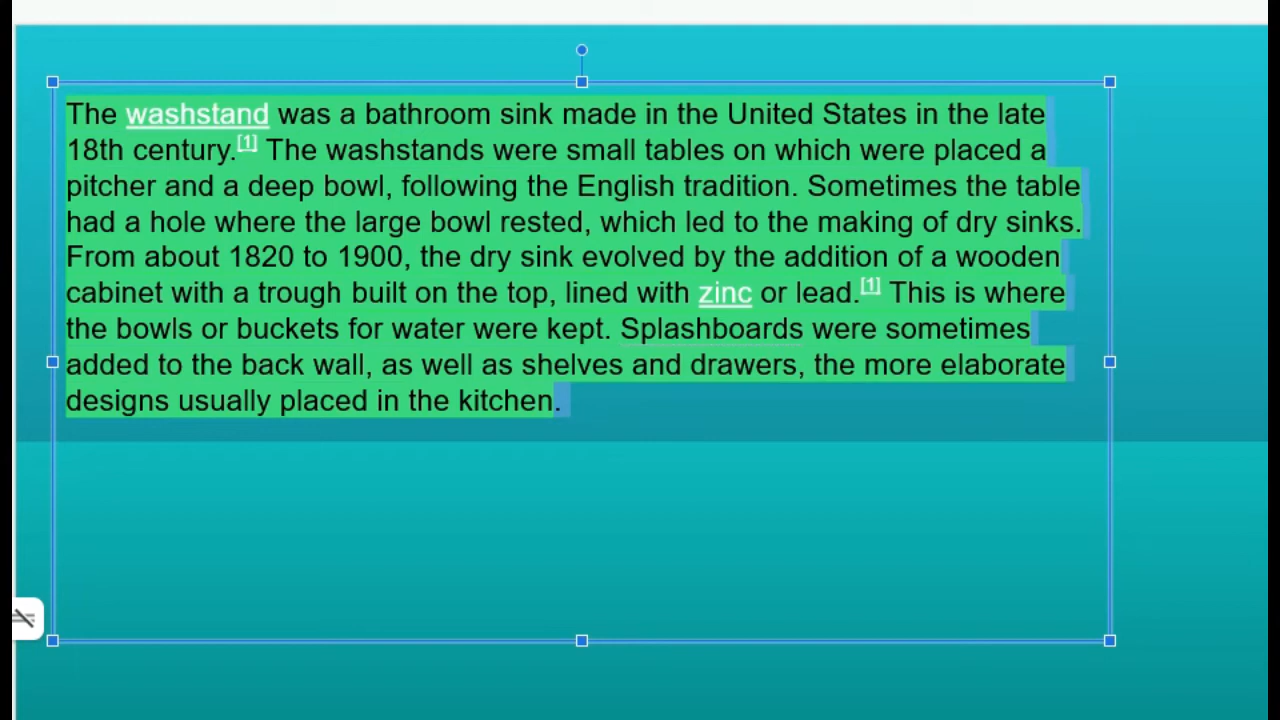 The washstand was a bathroom sink made in the United States in the late
18th century.[1] The washstands were small tables on which were placed a
pitcher and a deep bowl, following the English tradition. Sometimes the table
had a hole where the large bowl rested, which led to the making of dry sinks.
From about 1820 to 1900, the dry sink evolved by the addition of a wooden
cabinet with a trough built on the top, lined with zinc or lead.[1] This is where
the bowls or buckets for water were kept. Splashboards were sometimes
added to the back wall, as well as shelves and drawers, the more elaborate
designs usually placed in the kitchen.